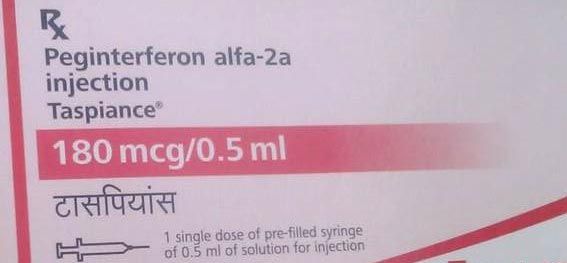 Rx
Peginterferon alfa-2a
injection
Taspiance®
180 mcg/0.5 ml
टासपियांस
1 single dose of pre-filled syringe
of 0.5 ml of solution for injection